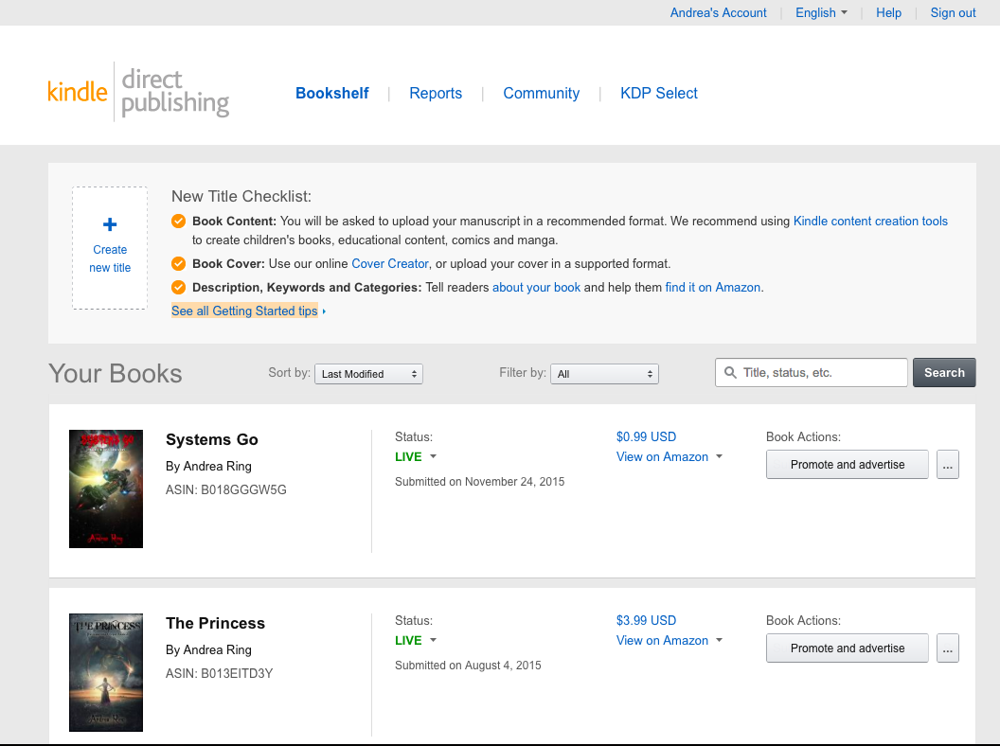 Andrea's Account | English | Help | Sign out
kindle direct publishing
Bookshelf | Reports | Community | KDP Select
Create new title
New Title Checklist:
Book Content: You will be asked to upload your manuscript in a recommended format. We recommend using Kindle content creation tools
to create children's books, educational content, comics and manga.
Book Cover: Use our online Cover Creator, or upload your cover in a supported format.
Description, Keywords and Categories: Tell readers about your book and help them find it on Amazon.
See all Getting Started tips
Your Books
Sort by: Last Modified
Filter by: All
Title, status, etc.
Search
SYSTEMS GO
Andrea Ring
Systems Go
By Andrea Ring
ASIN: B018GGGW5G
Status:
LIVE
Submitted on November 24, 2015
$0.99 USD
View on Amazon
Book Actions:
Promote and advertise
...
THE PRINCESS
Andrea Ring
The Princess
By Andrea Ring
ASIN: B013EITD3Y
Status:
LIVE
Submitted on August 4, 2015
$3.99 USD
View on Amazon
Book Actions:
Promote and advertise
...